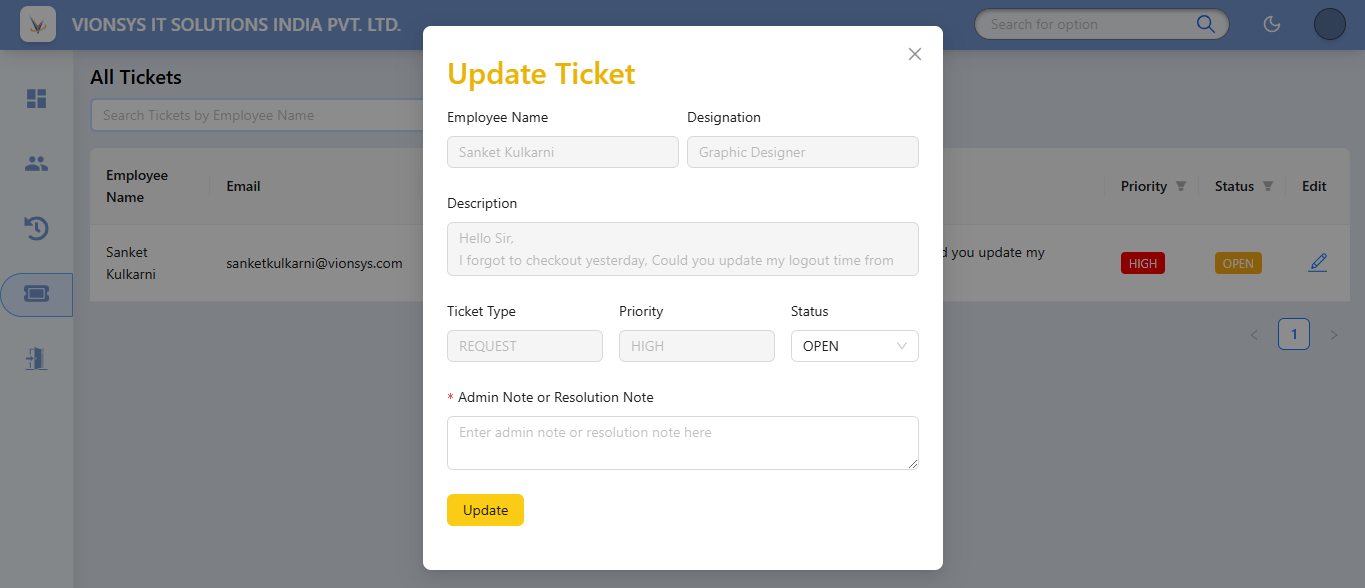 VIONSYS IT SOLUTIONS INDIA PVT. LTD.
Search for option
All Tickets
Search Tickets by Employee Name
Employee Name
Email
Priority
Status
Edit
Sanket Kulkarni
sanketkulkarni@vionsys.com
d you update my
HIGH
OPEN
1
Update Ticket
Employee Name
Designation
Sanket Kulkarni
Graphic Designer
Description
Hello Sir,
I forgot to checkout yesterday, Could you update my logout time from
Ticket Type
Priority
Status
REQUEST
HIGH
OPEN
* Admin Note or Resolution Note
Enter admin note or resolution note here
Update